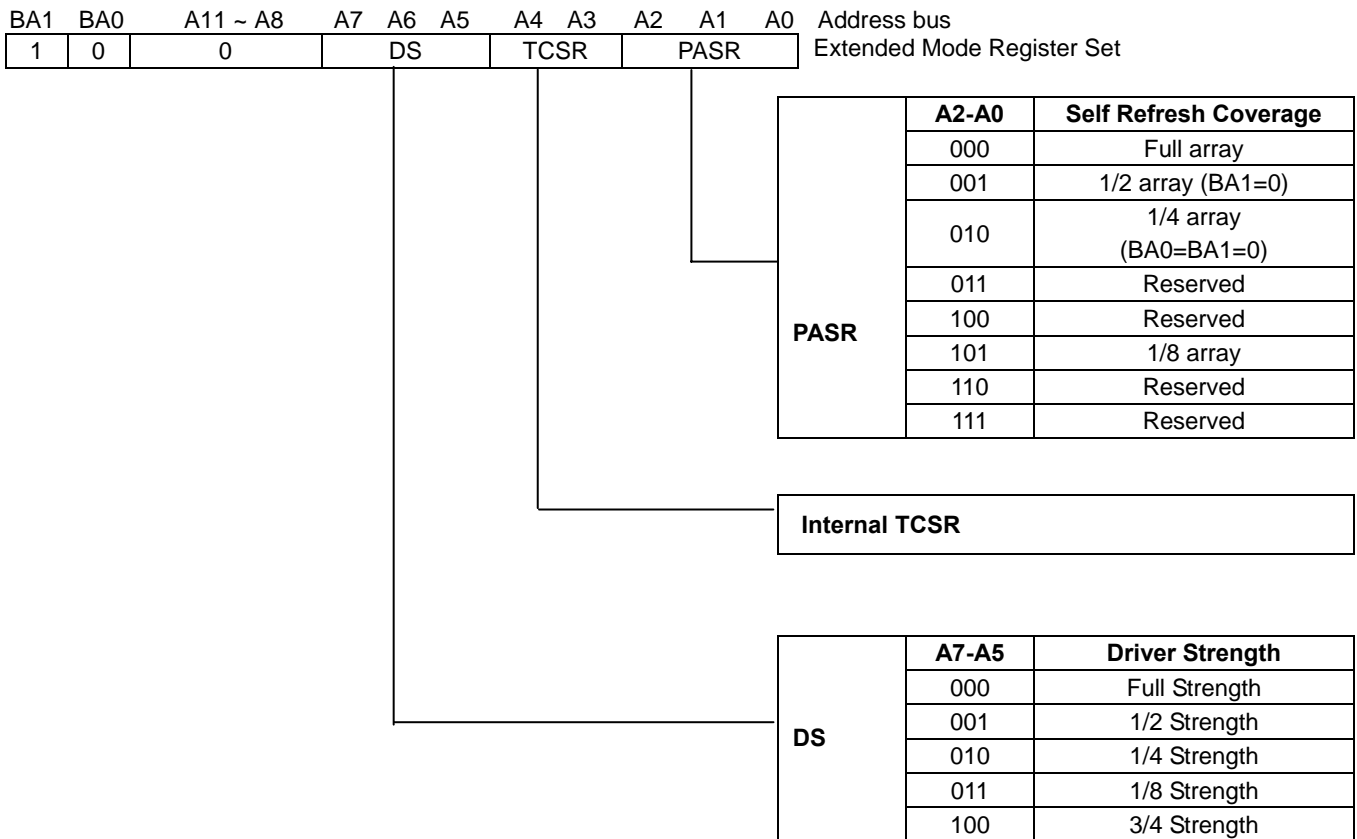 BA1 BA0 A11 ~ A8 A7 A6 A5 A4 A3 A2 A1 A0 Address bus
1 0 0 DS TCSR PASR Extended Mode Register Set
A2-A0 Self Refresh Coverage
000 Full array
001 1/2 array (BA1=0)
010 1/4 array
(BA0=BA1=0)
011 Reserved
PASR
100 Reserved
101 1/8 array
110 Reserved
111 Reserved
Internal TCSR
A7-A5 Driver Strength
000 Full Strength
DS
001 1/2 Strength
010 1/4 Strength
011 1/8 Strength
100 3/4 Strength